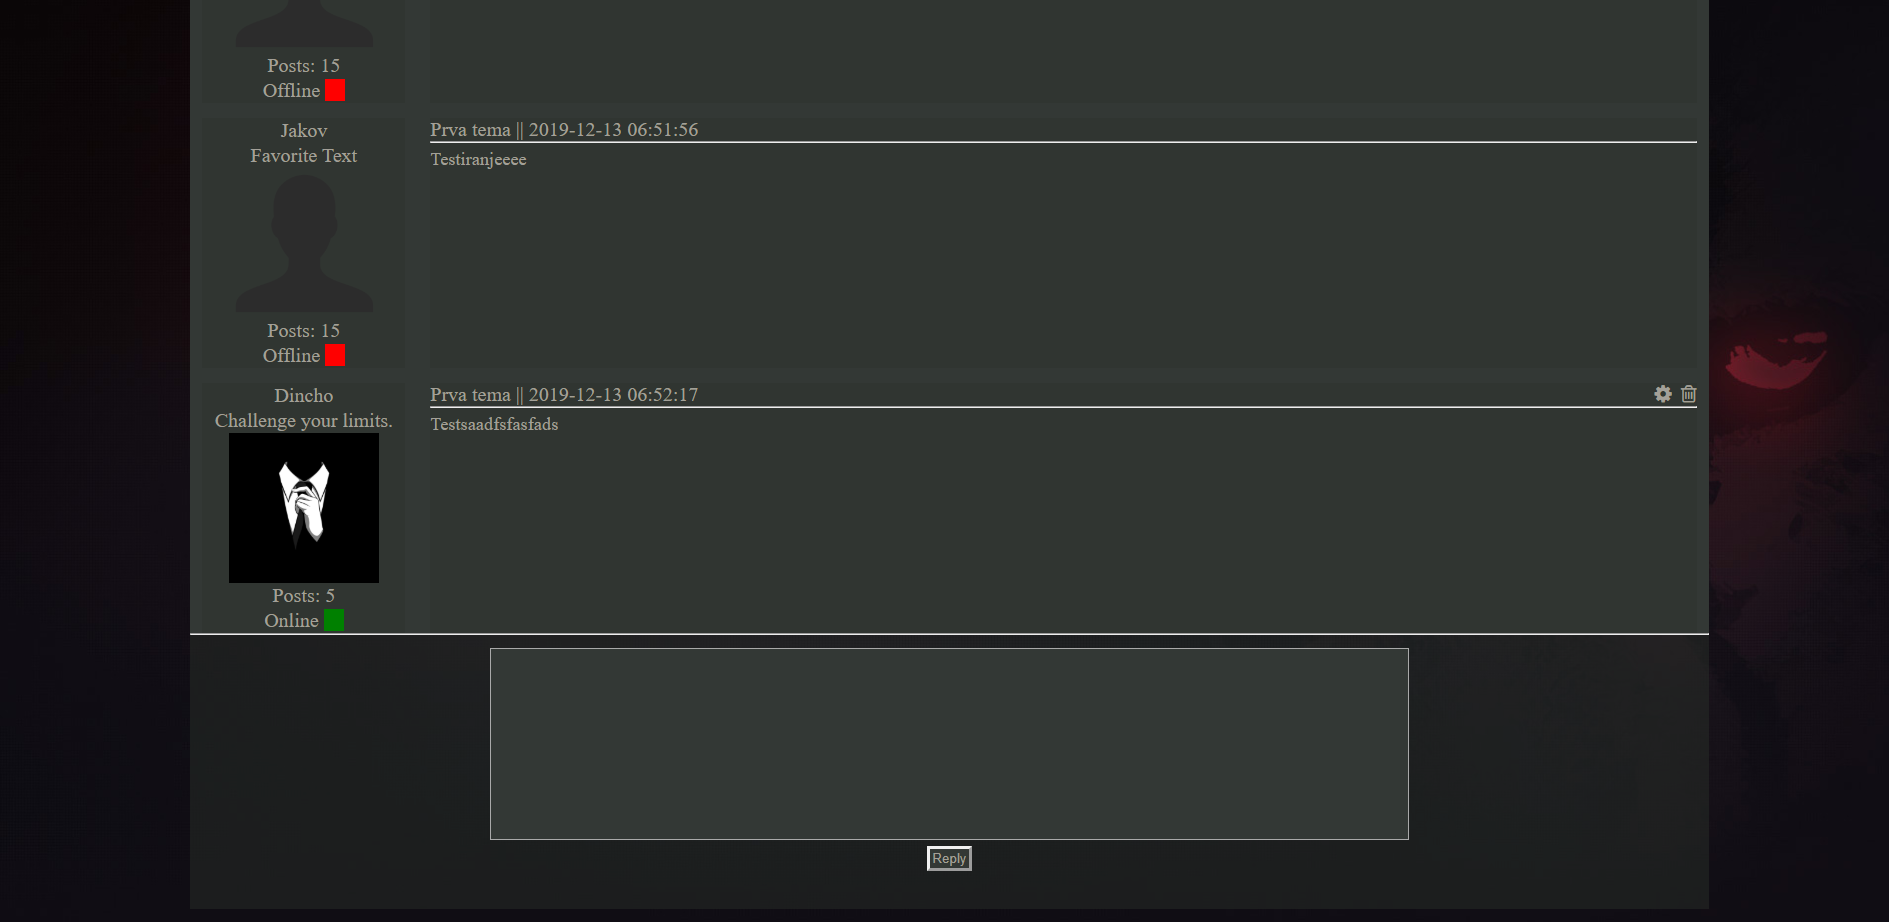 Posts: 15
Offline
Jakov
Favorite Text
Prva tema || 2019-12-13 06:51:56
Testiranjeeee
Posts: 15
Offline
Dincho
Challenge your limits.
Prva tema || 2019-12-13 06:52:17
Testsaadfsfasfads
Posts: 5
Online
Reply